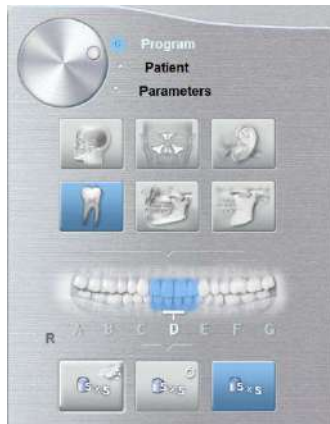 Program
Patient
Parameters
R A B C D E F G
5x5 5x5 5x5